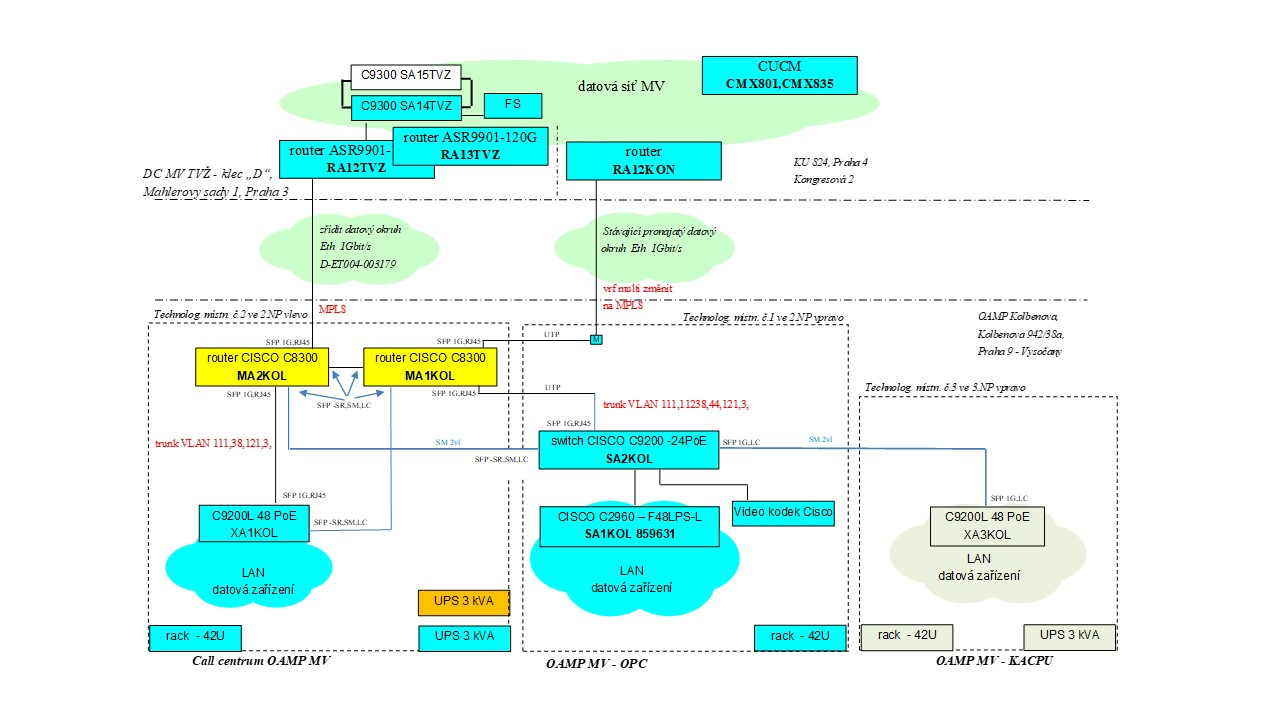 C9300 SA15TVZ
C9300 SA14TVZ
FS
datová síť MV
CUCM
CMX801,CMX835
router ASR9901-
RA12TVZ
router ASR9901-120G
RA13TVZ
router
RA12KON
DC MV TVŽ - klec „D“,
Mahlerovy sady 1, Praha 3
KU 824, Praha 4
Kongresová 2
zřídit datový okruh
Eth 1Gbit/s
D-ET004-003179
Stávající pronajatý datový
okruh Eth 1Gbit/s
vrf multi změnit
na MPLS
MPLS
Technolog. místn. č.2 ve 2.NP vlevo
Technolog. místn. č.1 ve 2.NP vpravo
OAMP Kolbenova,
Kolbenova 942/38a,
Praha 9 - Vysočany
SFP 1G,RJ45
SFP 1G,RJ45
UTP
M
router CISCO C8300
MA2KOL
router CISCO C8300
MA1KOL
SFP 1G,RJ45
SFP -SR,SM,LC
SFP 1G,RJ45
UTP
Technolog. místn. č.3 ve 3.NP vpravo
trunk VLAN 111,11238,44,121,3,
SFP 1G,RJ45
trunk VLAN 111,38,121,3,
SM 2vl
SFP -SR,SM,LC
switch CISCO C9200 -24PoE
SA2KOL
SFP 1G,LC
SM 2vl
SFP 1G,RJ45
SFP 1G,LC
C9200L 48 PoE
XA1KOL
SFP -SR,SM,LC
CISCO C2960 – F48LPS-L
SA1KOL 859631
Video kodek Cisco
C9200L 48 PoE
XA3KOL
LAN
datová zařízení
LAN
datová zařízení
LAN
datová zařízení
UPS 3 kVA
rack - 42U
UPS 3 kVA
rack - 42U
rack - 42U
UPS 3 kVA
Call centrum OAMP MV
OAMP MV - OPC
OAMP MV - KACPU